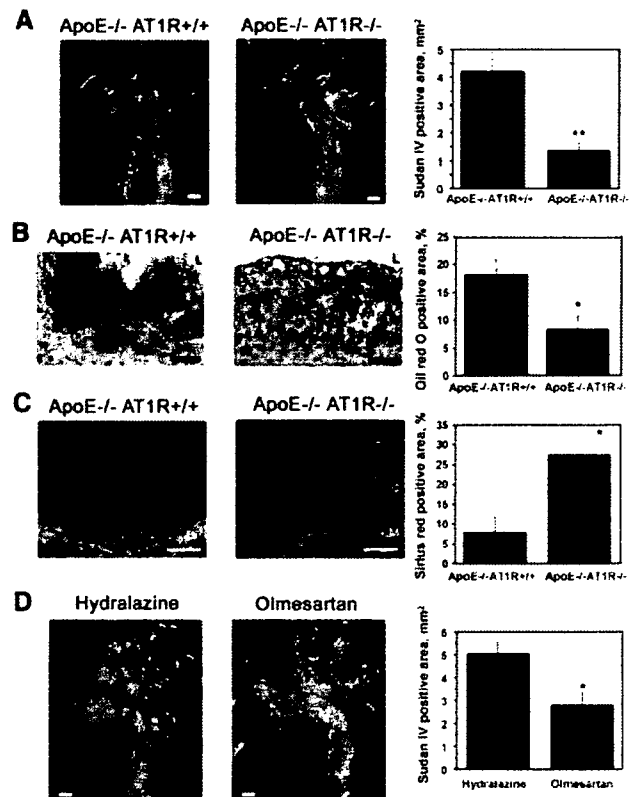 A
ApoE-/- AT1R+/+
ApoE-/- AT1R-/-
Sudan IV positive area, mm²
5
4
3
2
1
0
**
ApoE-/-AT1R+/+
ApoE-/-AT1R-/-
B
ApoE-/- AT1R+/+
ApoE-/- AT1R-/-
L
L
Oil red O positive area, %
25
20
15
10
5
0
*
ApoE-/-AT1R+/+
ApoE-/-AT1R-/-
C
ApoE-/- AT1R+/+
ApoE-/- AT1R-/-
M
Sirius red positive area, %
35
30
25
20
15
10
5
0
*
ApoE-/-AT1R+/+
ApoE-/-AT1R-/-
D
Hydralazine
Olmesartan
Sudan IV positive area, mm²
6
5
4
3
2
1
0
*
Hydralazine
Olmesartan